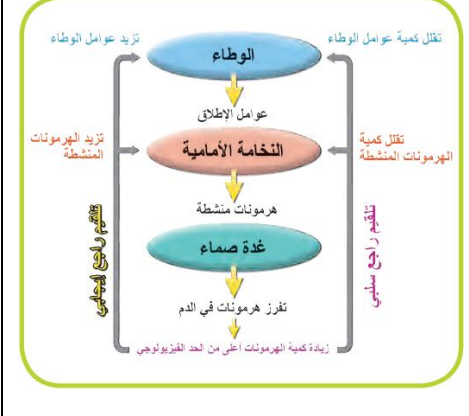 تقلل كمية عوامل الوطاء
الوطاء
تزيد عوامل الوطاء
عوامل الإطلاق
تقلل كمية
الهرمونات المنشطة
النخامة الأمامية
تزيد الهرمونات
المنشطة
هرمونات منشطة
تلقيم راجع سلبي
غدة صماء
تلقيم راجع إيجابي
تفرز هرمونات في الدم
زيادة كمية الهرمونات أعلى من الحد الفيزيولوجي